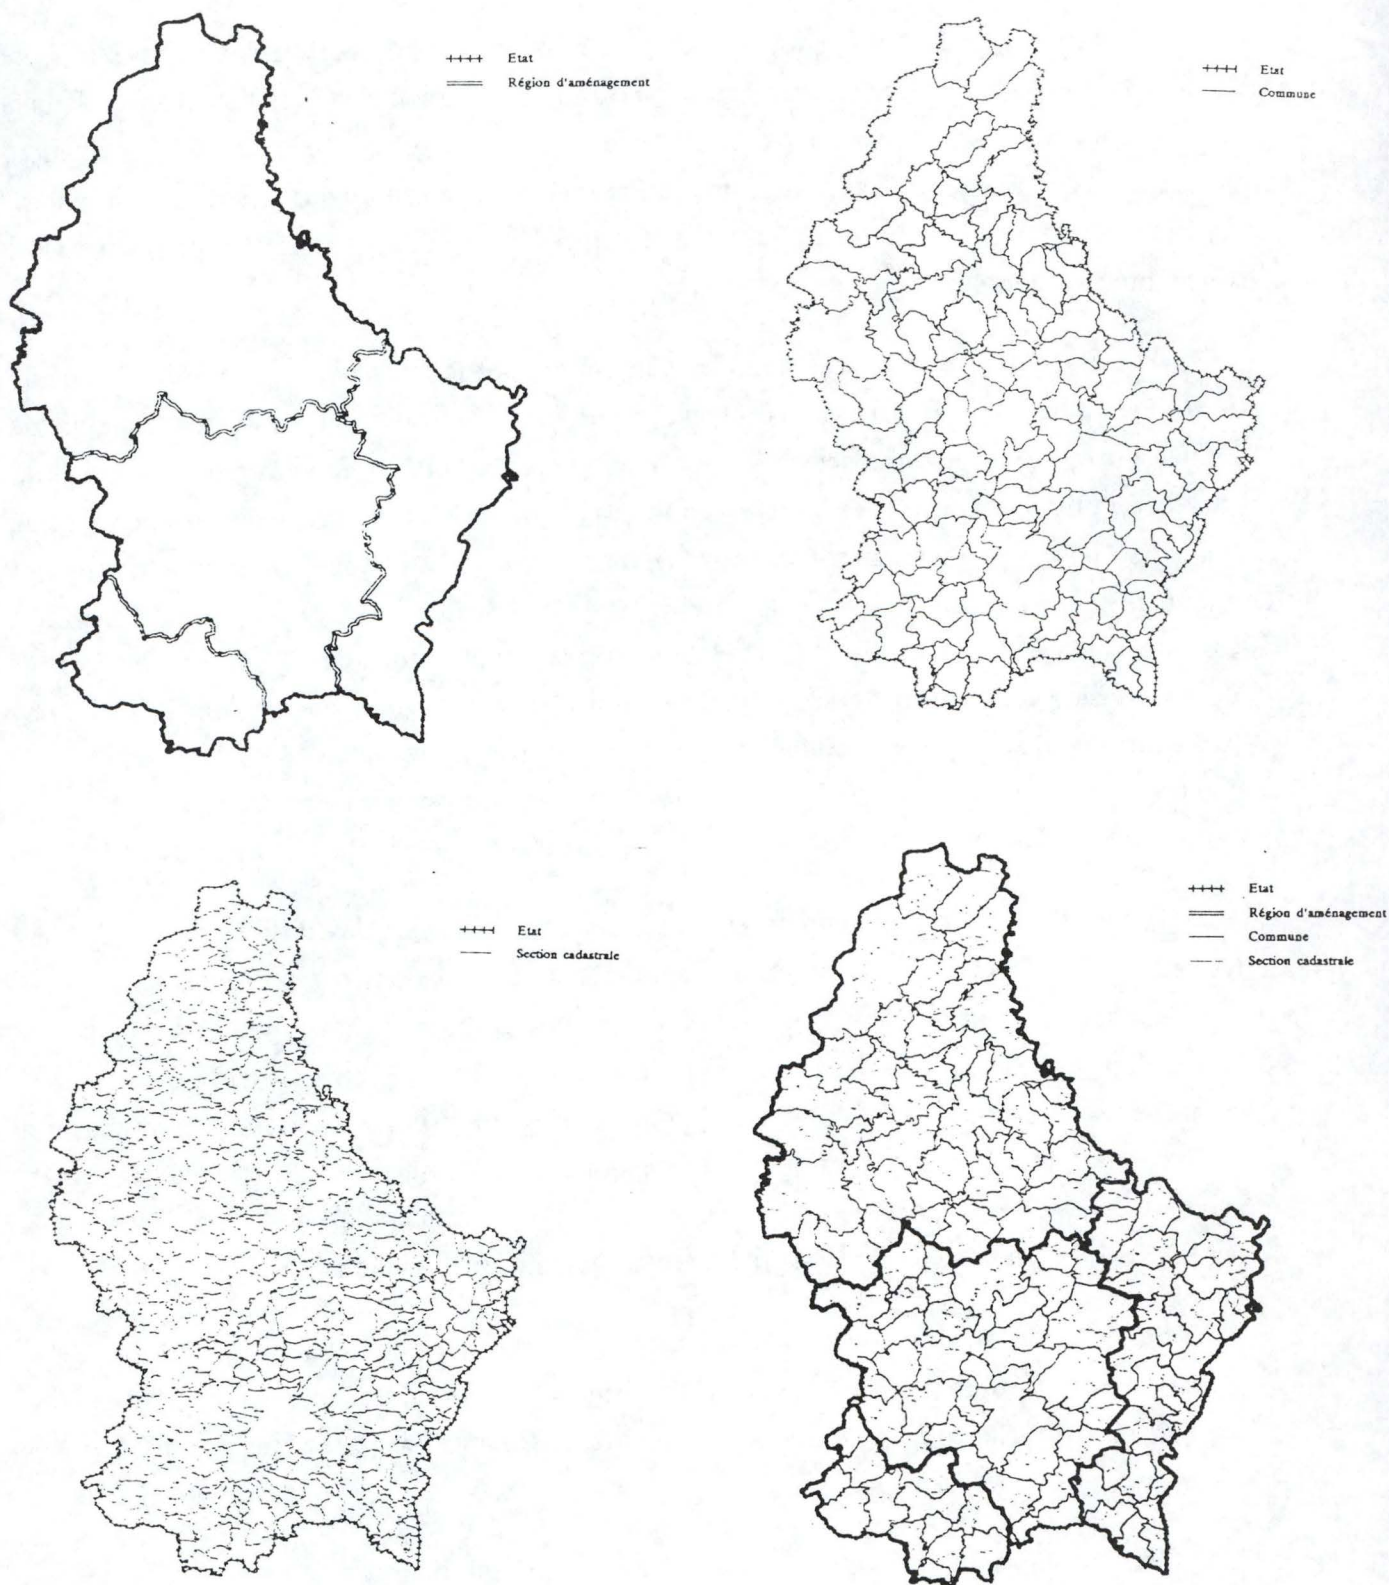 Etat
Région d'aménagement
Etat
Commune
Etat
Section cadastrale
Etat
Région d'aménagement
Commune
Section cadastrale